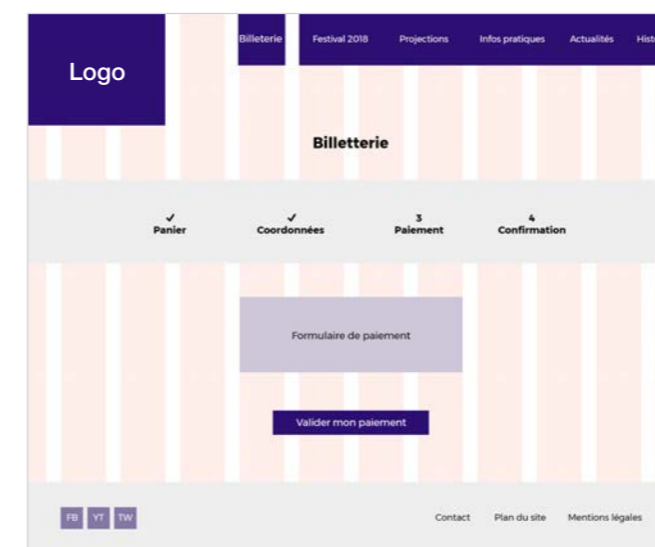 Logo
Billeterie Festival 2018 Projections Infos pratiques Actualités
Billetterie
✓ ✓ 3 4
Panier Coordonnées Paiement Confirmation
Formulaire de paiement
Valider mon paiement
FB YT TW Contact Plan du site Mentions légales